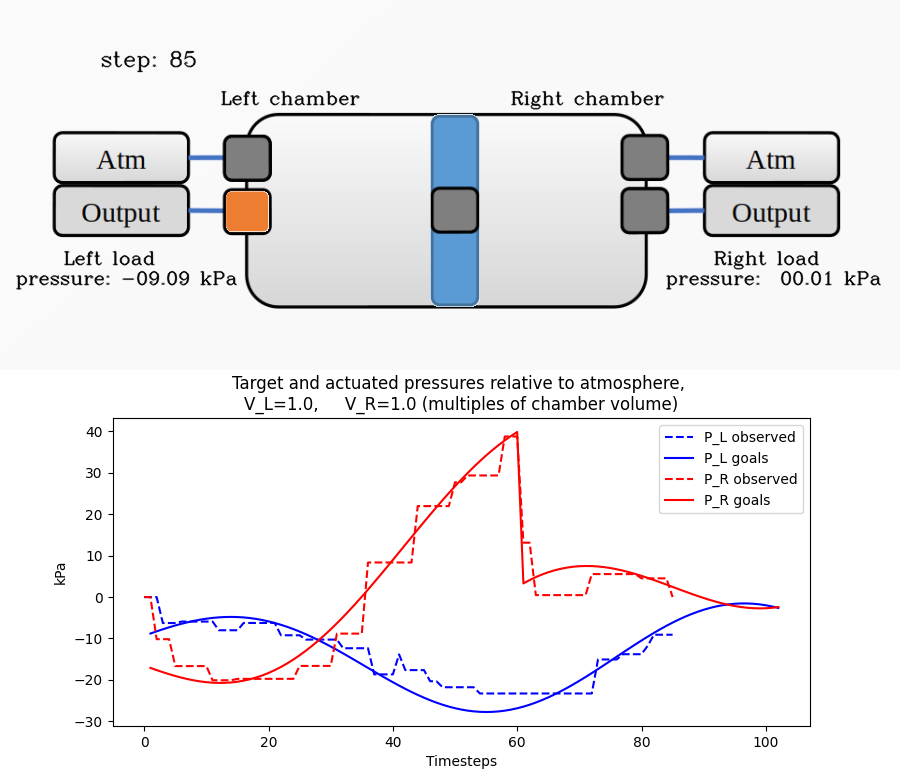 step: 85
Left chamber
Right chamber
Atm
Atm
Output
Output
Left load
pressure: -09.09 kPa
Right load
pressure: 00.01 kPa
Target and actuated pressures relative to atmosphere,
V_L=1.0, V_R=1.0 (multiples of chamber volume)
40
30
20
10
0
−10
−20
−30
kPa
P_L observed
P_L goals
P_R observed
P_R goals
0
20
40
60
80
100
Timesteps